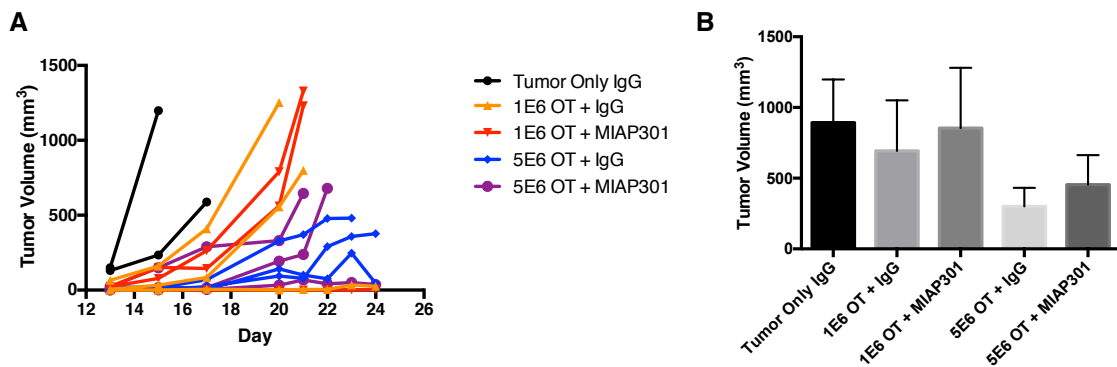 A
Tumor Volume (mm³)
1500
1000
500
0
12 14 16 18 20 22 24 26
Day
Tumor Only IgG
1E6 OT + IgG
1E6 OT + MIAP301
5E6 OT + IgG
5E6 OT + MIAP301
B
Tumor Volume (mm³)
1500
1000
500
0
Tumor Only IgG
1E6 OT + IgG
1E6 OT + MIAP301
5E6 OT + IgG
5E6 OT + MIAP301